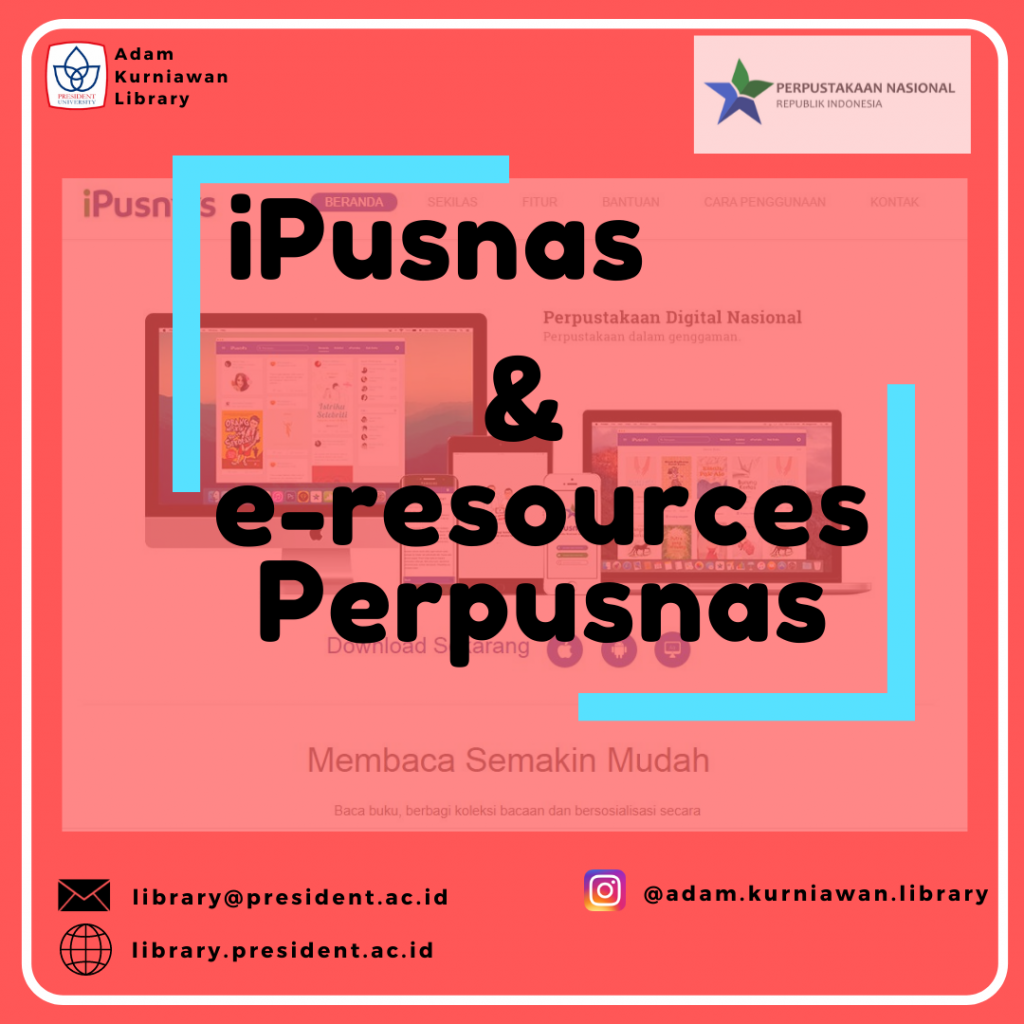 Adam
Kurniawan
Library
PRESIDENT
UNIVERSITY
PERPUSTAKAAN NASIONAL
REPUBLIK INDONESIA
BERANDA SEKILAS FITUR BANTUAN CARA PENGGUNAAN KONTAK
iPusnas
Perpustakaan Digital Nasional
Perpustakaan dalam genggaman.
&
e-resources
Perpusnas
Download Sekarang
Membaca Semakin Mudah
Baca buku, berbagi koleksi bacaan dan bersosialisasi secara
library@president.ac.id
@adam.kurniawan.library
library.president.ac.id